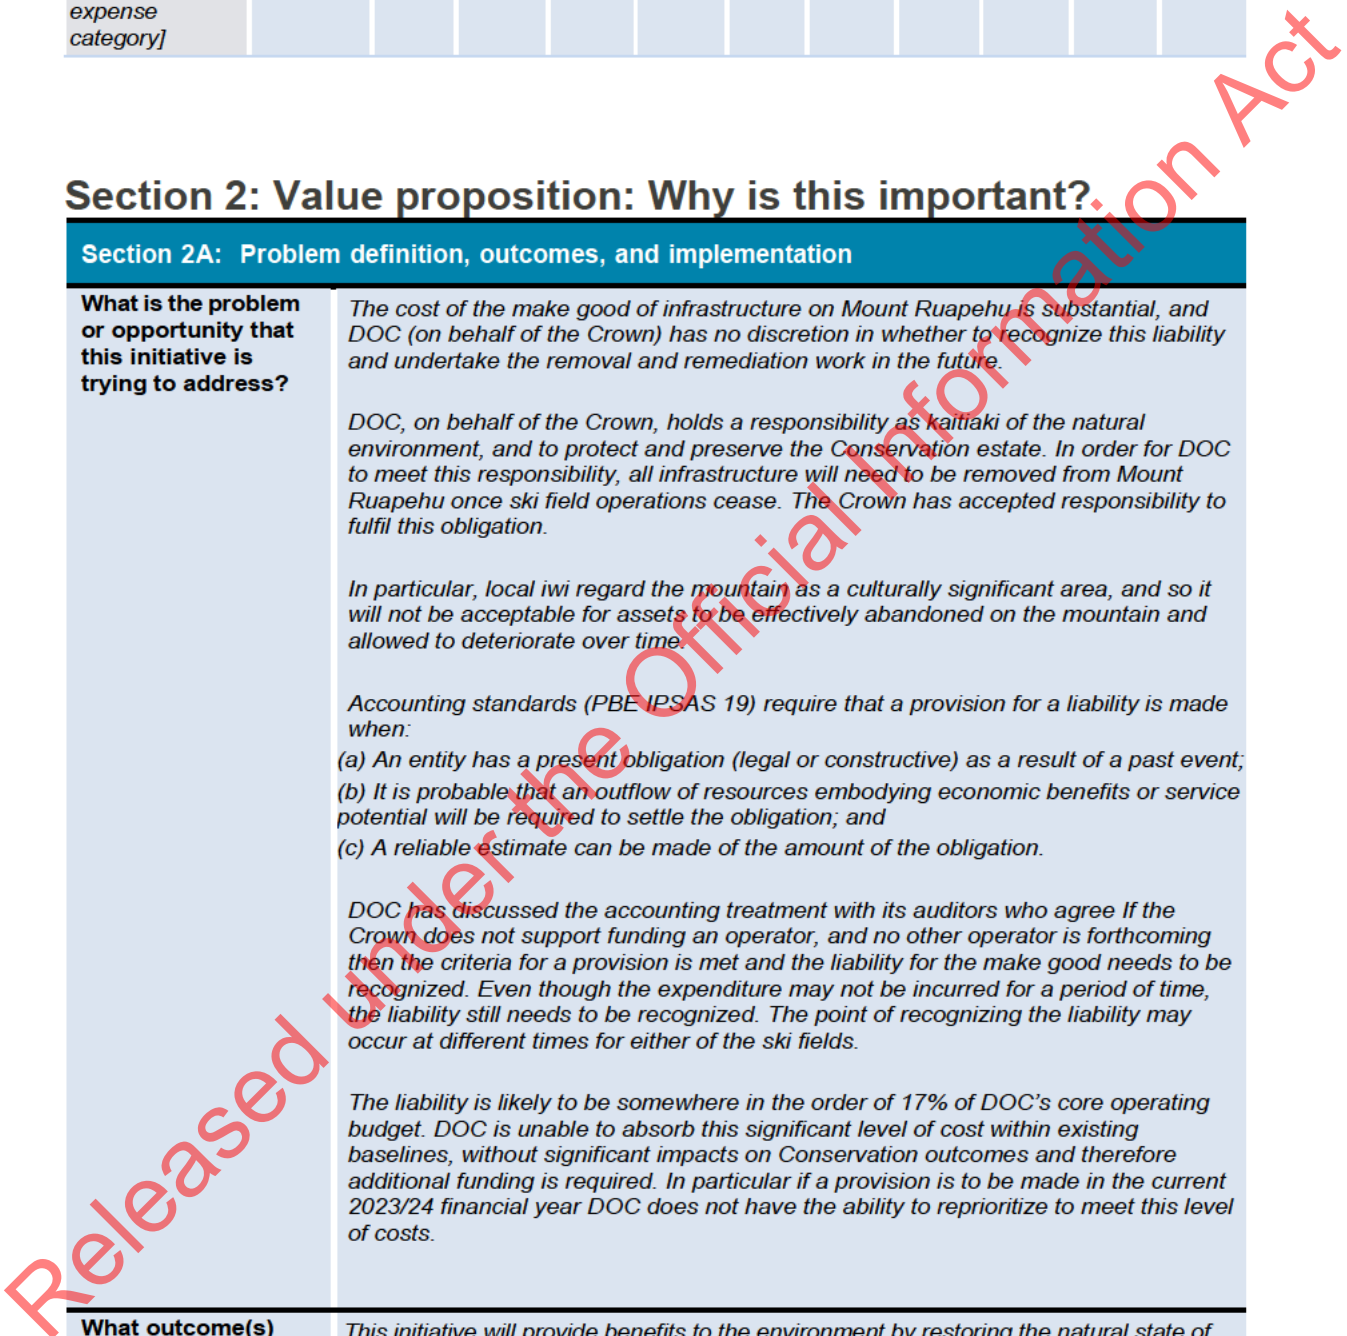 expense
category]
Section 2: Value proposition: Why is this important?
Section 2A: Problem definition, outcomes, and implementation
What is the problem
or opportunity that
this initiative is
trying to address?
The cost of the make good of infrastructure on Mount Ruapehu is substantial, and
DOC (on behalf of the Crown) has no discretion in whether to recognize this liability
and undertake the removal and remediation work in the future.
DOC, on behalf of the Crown, holds a responsibility as kaitiaki of the natural
environment, and to protect and preserve the Conservation estate. In order for DOC
to meet this responsibility, all infrastructure will need to be removed from Mount
Ruapehu once ski field operations cease. The Crown has accepted responsibility to
fulfil this obligation.
In particular, local iwi regard the mountain as a culturally significant area, and so it
will not be acceptable for assets to be effectively abandoned on the mountain and
allowed to deteriorate over time.
Accounting standards (PBE IPSAS 19) require that a provision for a liability is made
when:
(a) An entity has a present obligation (legal or constructive) as a result of a past event;
(b) It is probable that an outflow of resources embodying economic benefits or service
potential will be required to settle the obligation; and
(c) A reliable estimate can be made of the amount of the obligation.
DOC has discussed the accounting treatment with its auditors who agree If the
Crown does not support funding an operator, and no other operator is forthcoming
then the criteria for a provision is met and the liability for the make good needs to be
recognized. Even though the expenditure may not be incurred for a period of time,
the liability still needs to be recognized. The point of recognizing the liability may
occur at different times for either of the ski fields.
The liability is likely to be somewhere in the order of 17% of DOC's core operating
budget. DOC is unable to absorb this significant level of cost within existing
baselines, without significant impacts on Conservation outcomes and therefore
additional funding is required. In particular if a provision is to be made in the current
2023/24 financial year DOC does not have the ability to reprioritize to meet this level
of costs.
What outcome(s)
This initiative will provide benefits to the environment by restoring the natural state of
Released under the Official Information Act